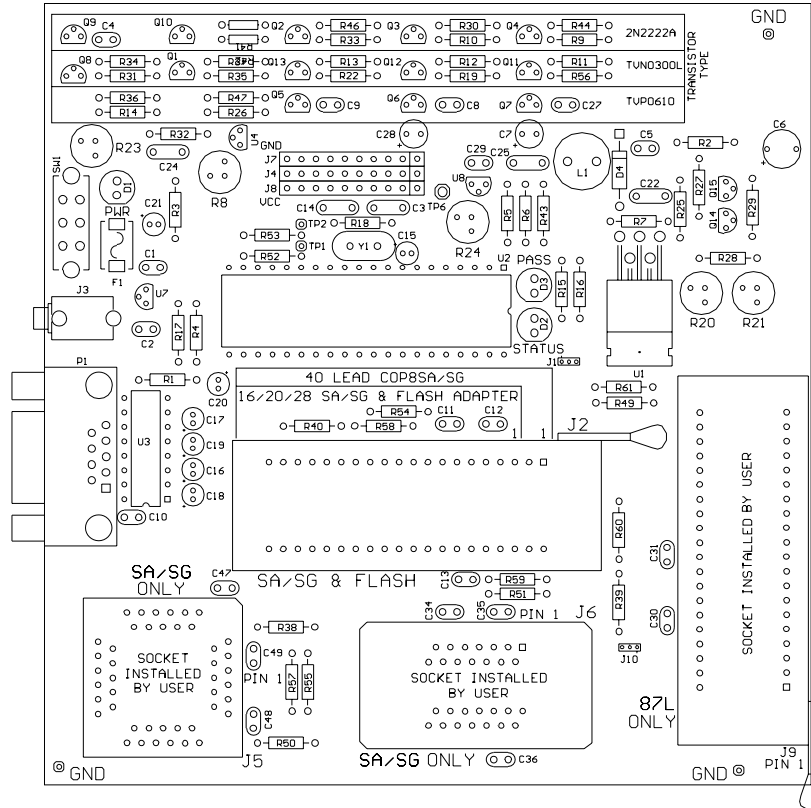 GND
Q9 C4 Q10 R41 Q2 R46 R33 Q3 R30 R10 Q4 R44 R9 2N2222A
Q8 R34 R31 Q1 R35 Q13 R13 R22 Q12 R12 R19 Q11 R11 R56 TVN0300L
R36 R14 R47 R26 Q5 C9 Q6 C8 Q7 C27 TVP0610
TRANSISTOR
TYPE
R23 R32 C24 U4 GND C28 C7 C5 R2 C6
SW1 D1 R8 J7 C29 C25 L1 D4
J4 U8 R27 Q15
J8 TP6 C22 R25 Q14 R29
PWR C21 R3 VCC C14 C3 R5 R6 R43
TP2 R18 R24 R7
F1 C1 R53 TP1 Y1 C15
R52 U2 PASS R28
J3 U7 D3 R15 R16 R20 R21
C2 R17 R4 D2
STATUS
P1 J1 U1
R1 C20 40 LEAD COP8SA/SG R61
16/20/28 SA/SG & FLASH ADAPTER R49
U3 C17 R40 R54 R58 C11 C12 1 1 J2
C19
C16
C18
C10 R60
SOCKET INSTALLED BY USER
SA/SG
ONLY
C47 SA/SG & FLASH C13 R59 C31
R51 R39
C34 C35 PIN 1 J6 C30
R38
SOCKET
INSTALLED
BY USER
C49
PIN 1
R57 R55
J10
SOCKET INSTALLED
BY USER
87L
ONLY
C48
R50
J5
SA/SG ONLY C36
J9
PIN 1
GND
GND